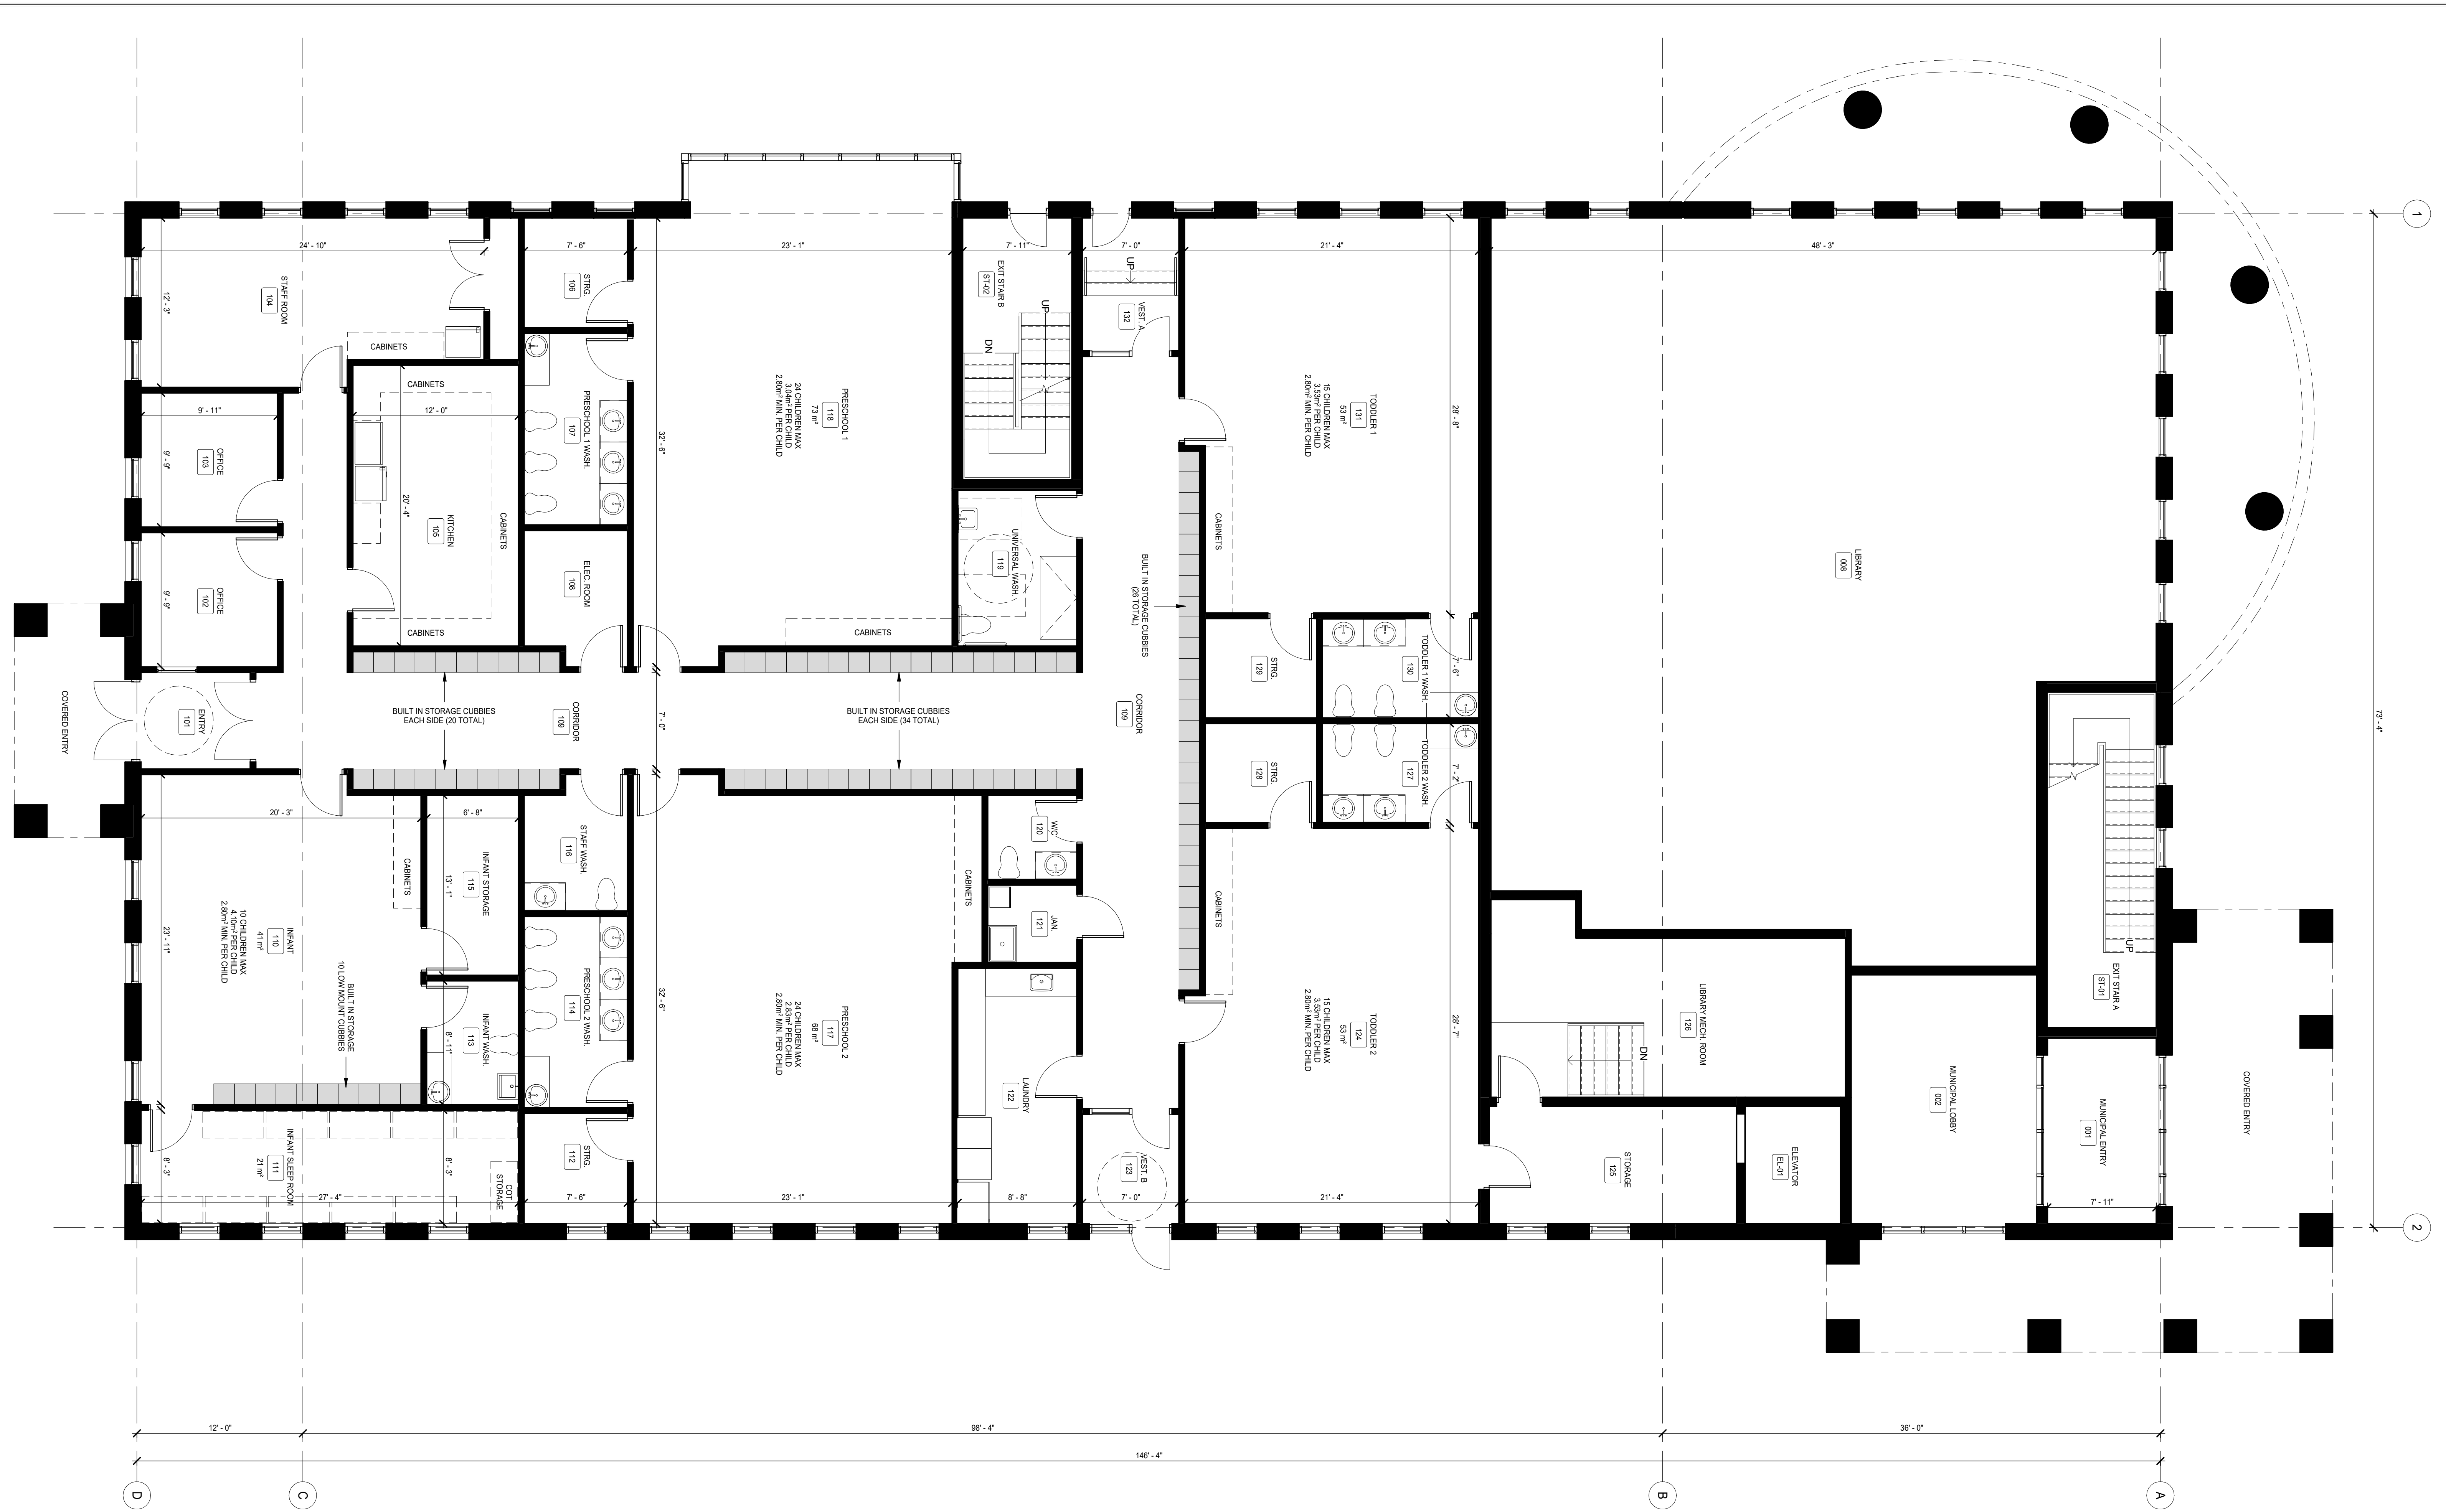 1
24' - 10"
7' - 6"
23' - 1"
7' - 11"
7' - 0"
21' - 4"
48' - 3"
12' - 3"
STAFF ROOM
104
CABINETS
STRG.
106
EXIT STAIR B
ST-02
UP
DN
UP
VEST. A
132
32' - 6"
PRESCHOOL 1
118
73 m²
24 CHILDREN MAX
3.04m² PER CHILD
2.80m² MIN. PER CHILD
TODDLER 1
131
53 m²
15 CHILDREN MAX
3.53m² PER CHILD
2.80m² MIN. PER CHILD
28' - 8"
9' - 11"
OFFICE
103
9' - 9"
12' - 0"
CABINETS
CABINETS
20' - 4"
KITCHEN
105
CABINETS
PRESCHOOL 1 WASH.
107
ELEC. ROOM
108
OFFICE
102
9' - 9"
CABINETS
UNIVERSAL WASH.
119
BUILT IN STORAGE CUBBIES
(26 TOTAL)
CABINETS
LIBRARY
008
STRG.
129
TODDLER 1 WASH.
130
7' - 6"
COVERED ENTRY
ENTRY
101
BUILT IN STORAGE CUBBIES
EACH SIDE (20 TOTAL)
CORRIDOR
109
7' - 0"
BUILT IN STORAGE CUBBIES
EACH SIDE (34 TOTAL)
CORRIDOR
109
73' - 4"
STRG.
128
TODDLER 2 WASH.
127
7' - 2"
20' - 3"
6' - 8"
CABINETS
INFANT STORAGE
115
13' - 1"
STAFF WASH.
116
CABINETS
W/C
120
JAN.
121
CABINETS
INFANT
110
41 m²
10 CHILDREN MAX
4.10m² PER CHILD
2.80m² MIN. PER CHILD
23' - 11"
BUILT IN STORAGE
10 LOW MOUNT CUBBIES
INFANT WASH.
113
8' - 11"
PRESCHOOL 2 WASH.
114
32' - 6"
PRESCHOOL 2
117
68 m²
24 CHILDREN MAX
2.83m² PER CHILD
2.80m² MIN. PER CHILD
LAUNDRY
122
TODDLER 2
124
53 m²
15 CHILDREN MAX
3.53m² PER CHILD
2.80m² MIN. PER CHILD
28' - 7"
LIBRARY MECH. ROOM
126
DN
UP
EXIT STAIR A
ST-01
MUNICIPAL LOBBY
002
MUNICIPAL ENTRY
001
COVERED ENTRY
8' - 3"
INFANT SLEEP ROOM
111
21 m²
8' - 3"
COT
STORAGE
STRG.
112
VEST. B
123
STORAGE
125
ELEVATOR
EL-01
27' - 4"
7' - 6"
23' - 1"
8' - 8"
7' - 0"
21' - 4"
7' - 11"
2
12' - 0"
98' - 4"
36' - 0"
146' - 4"
D
C
B
A